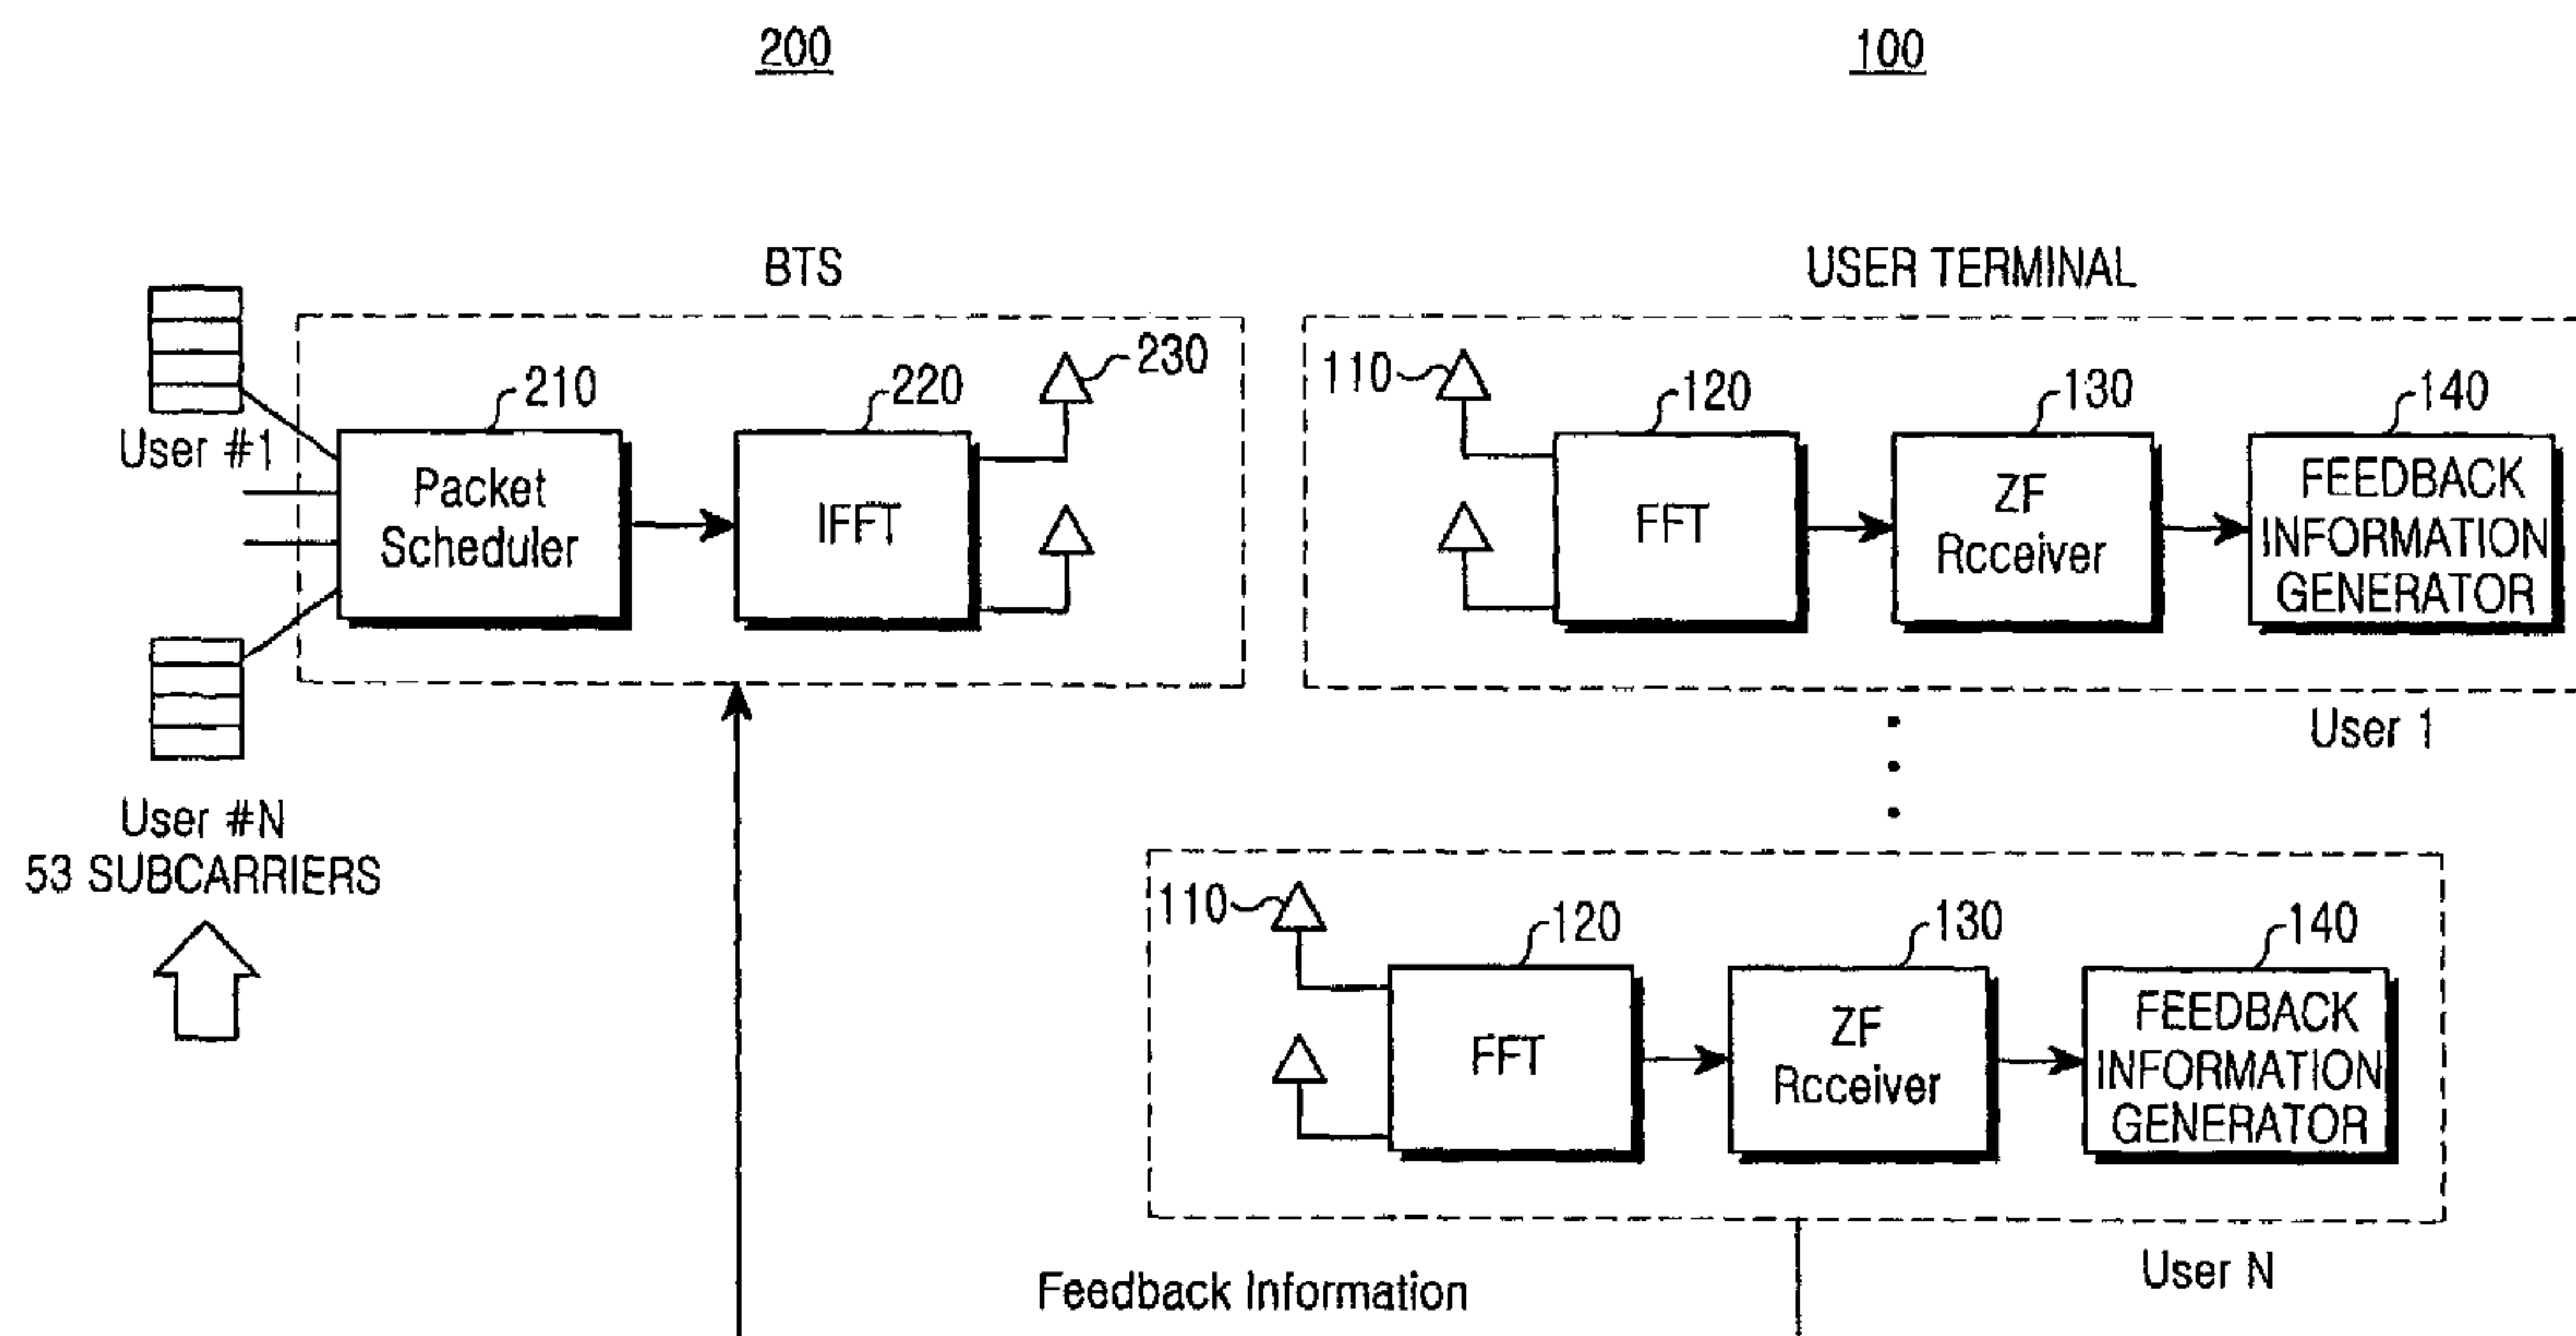 200
100
BTS
USER TERMINAL
User #1
210
Packet
Scheduler
220
IFFT
230
110
120
FFT
130
ZF
Rcceiver
140
FEEDBACK
INFORMATION
GENERATOR
User 1
User #N
53 SUBCARRIERS
110
120
FFT
130
ZF
Rcceiver
140
FEEDBACK
INFORMATION
GENERATOR
User N
Feedback Information